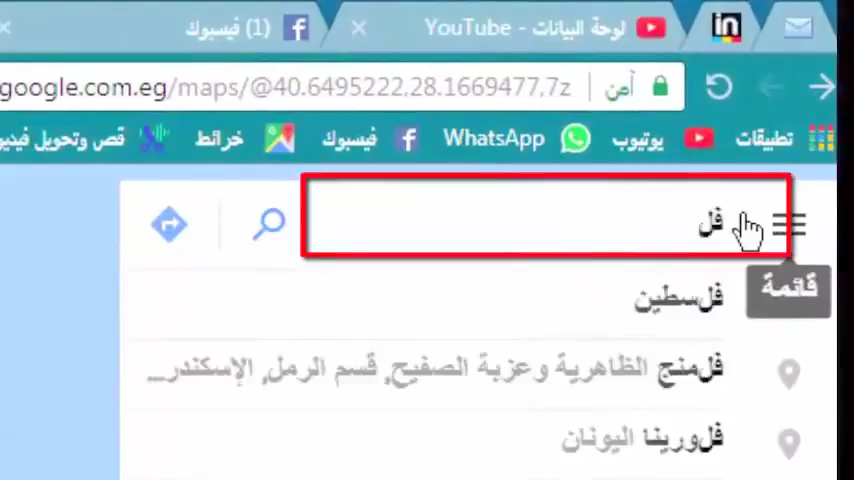 in لوحة البيانات - YouTube (1) فيسبوك
آمن google.com.eg/maps/@40.6495222,28.1669477,7z
تطبيقات يوتيوب WhatsApp فيسبوك خرائط قص وتحويل فيديو
فل
قائمة
فلسطين
فلمنج الظاهرية وعزبة الصفيح, قسم الرمل, الإسكندر...
فلورينا اليونان